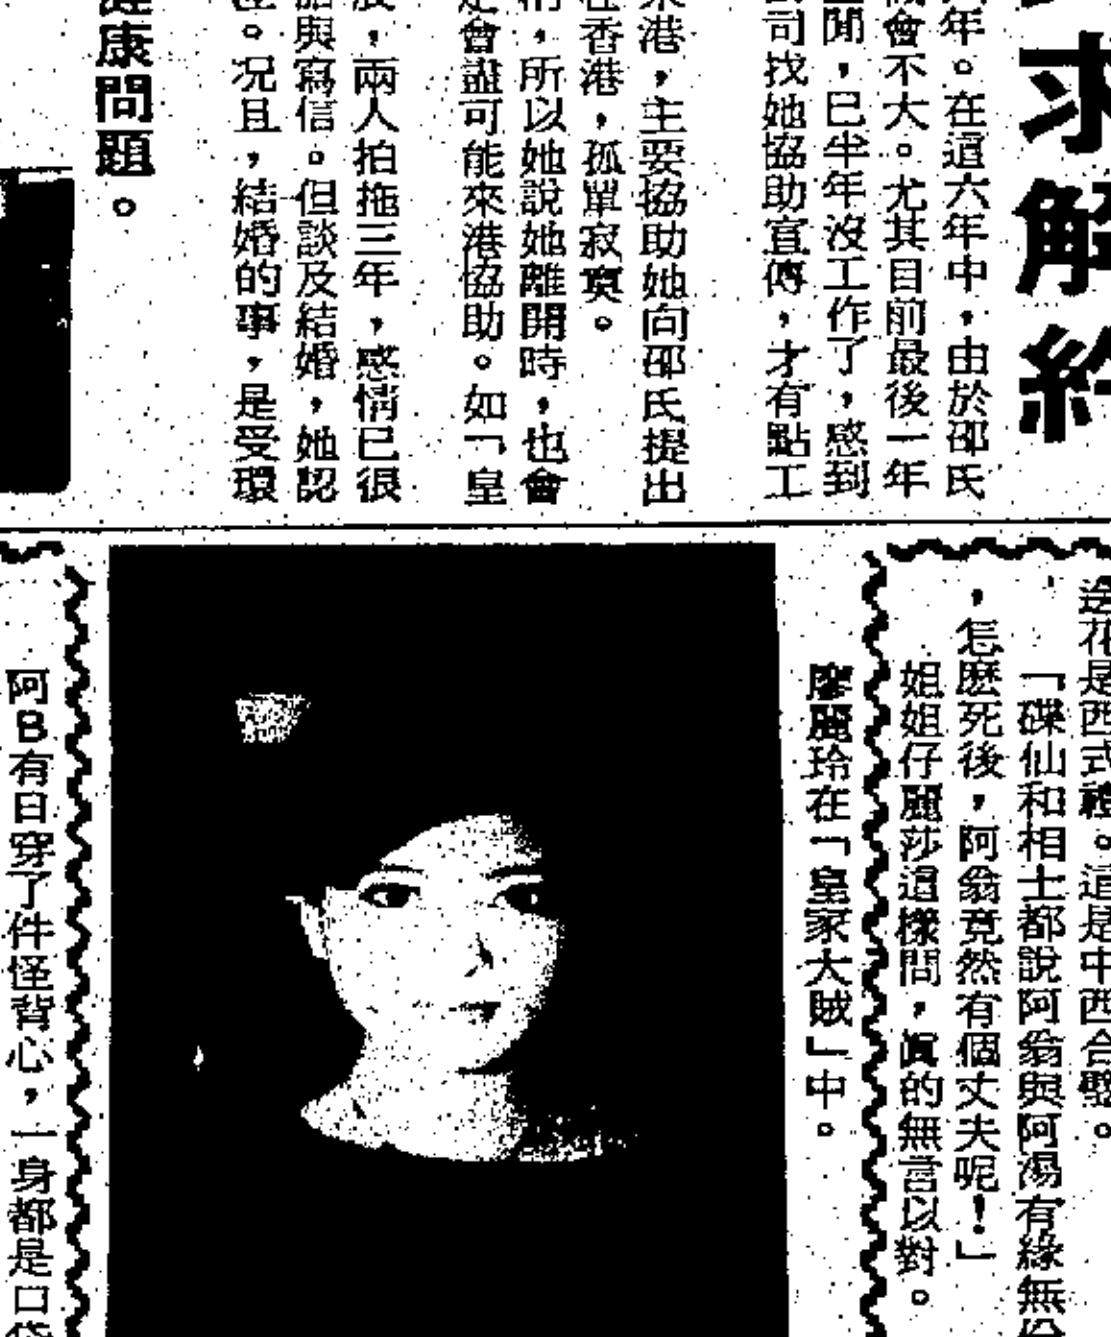 求解約
年。在這六年中，由於邵氏
會不大。尤其目前最後一年
聞，已半年沒工作了，感到
司找她協助宣傳，才有點工
來港，主要協助她向邵氏提出
在香港，孤單寂寞。
，所以她說她離開時，也會
會盡可能來港協助。如「皇
，兩人拍拖三年，感情已很
與寫信。但談及結婚，她認
。况且，結婚的事，是受環
康問題。
送花是西式禮。這是中西合璧。
「碟仙和相士都說阿翁與阿湯有緣無份
，怎麽死後，阿翁竟然有個丈夫呢！」
姐姐仔麗莎這樣問，眞的無言以對。
廖麗玲在「皇家大賊」中。
阿B有日穿了件怪背心，一身都是口袋